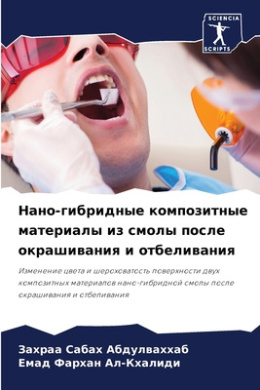 SCIENCIA
SCRIPTS
Нано-гибридные композитные
материалы из смолы после
окрашивания и отбеливания
Изменение цвета и шероховатость поверхности двух
композитных материалов нано-гибридной смолы после
окрашивания и отбеливания
Захраа Сабах Абдулваххаб
Емад Фархан Ал-Кхалиди